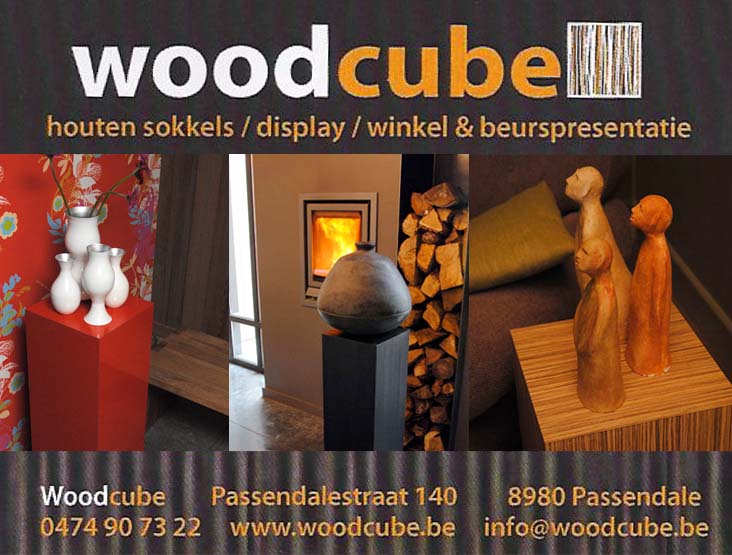 woodcube
houten sokkels / display / winkel & beurspresentatie
Woodcube Passendalestraat 140 8980 Passendale
0474 90 73 22 www.woodcube.be info@woodcube.be